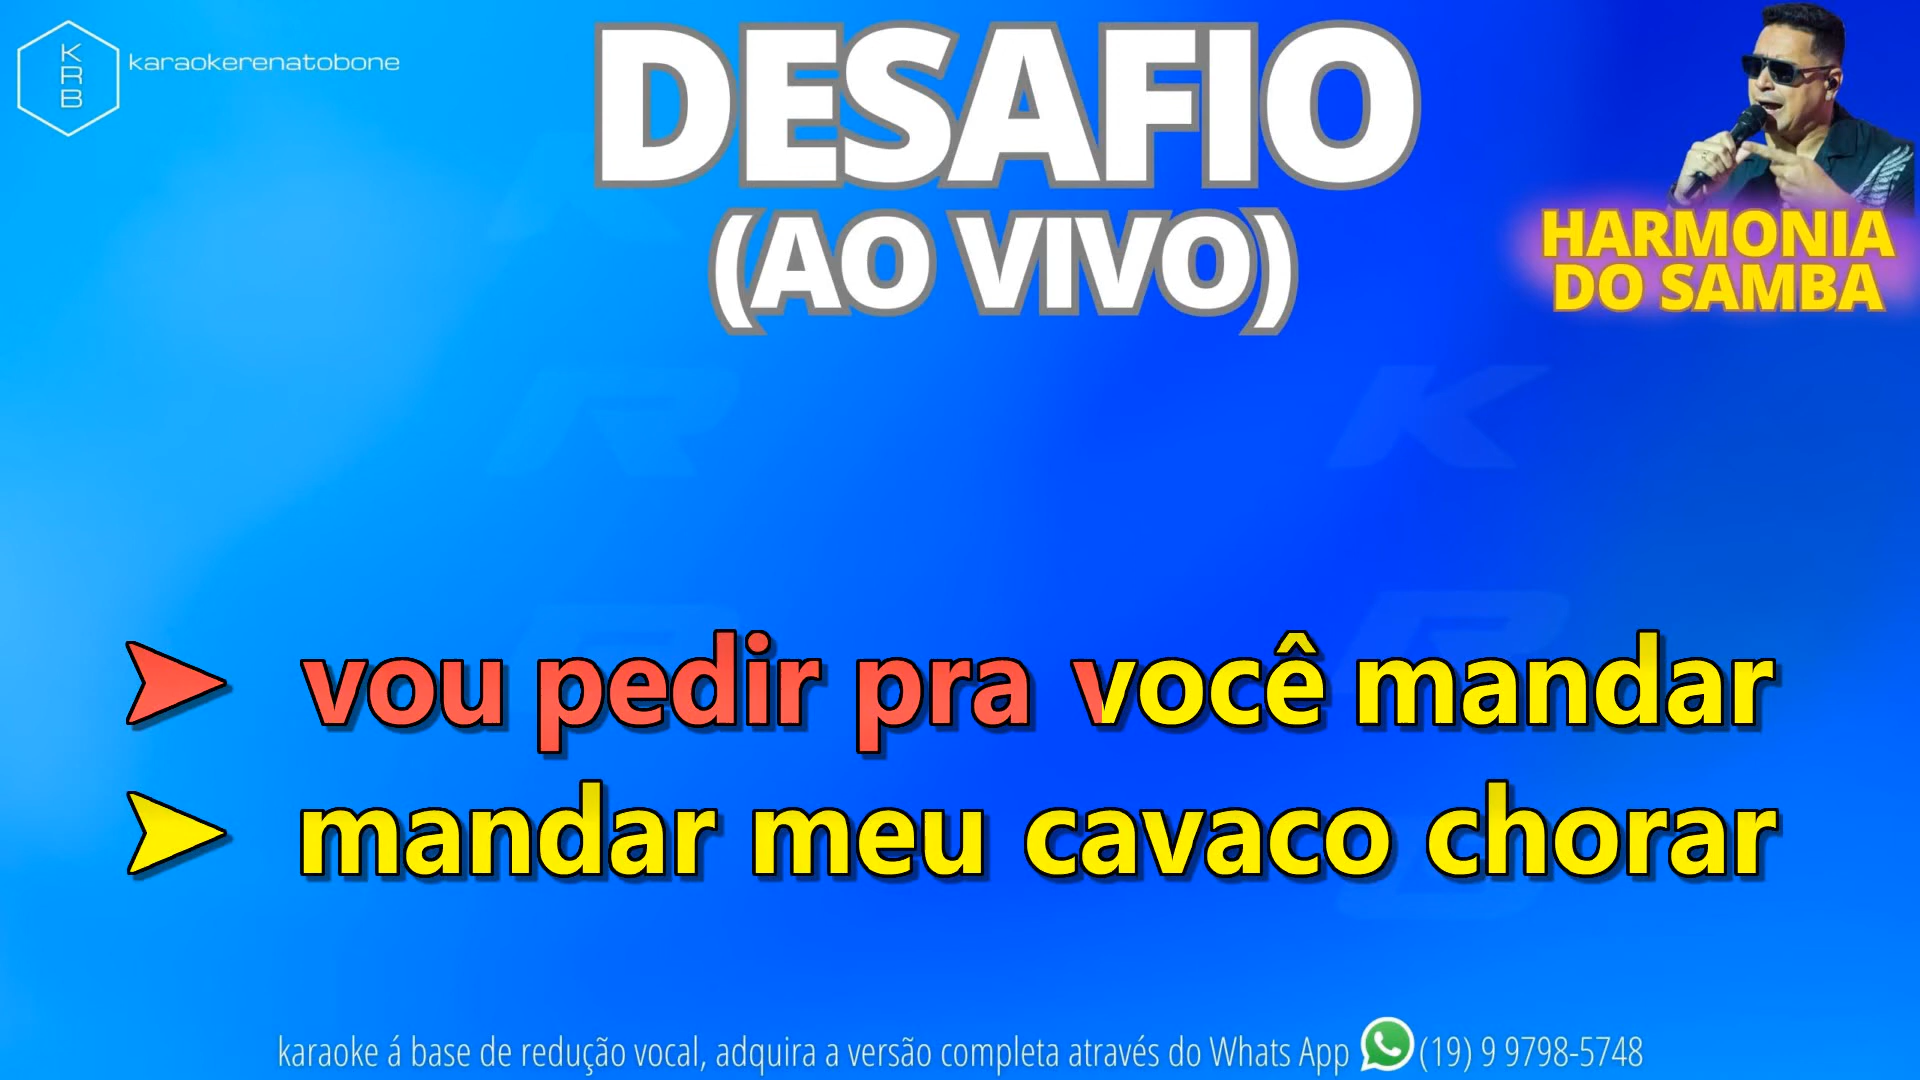 KRB
karaokerenatobone
DESAFIO
(AO VIVO)
HARMONIA
DO SAMBA
➤ vou pedir pra você mandar
➤ mandar meu cavaco chorar
karaoke á base de redução vocal, adquira a versão completa através do Whats App (19) 9 9798-5748